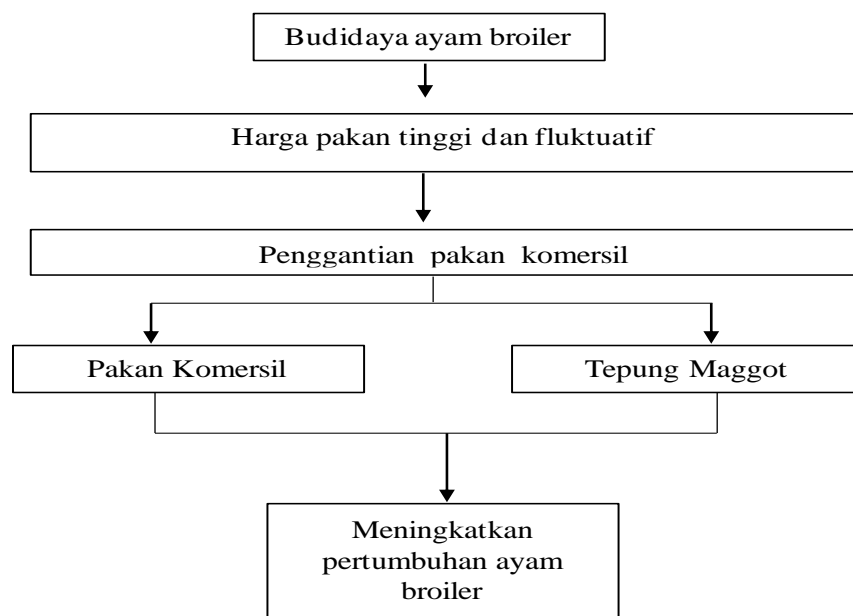 Budidaya ayam broiler
Harga pakan tinggi dan fluktuatif
Penggantian pakan komersil
Pakan Komersil
Tepung Maggot
Meningkatkan
pertumbuhan ayam
broiler